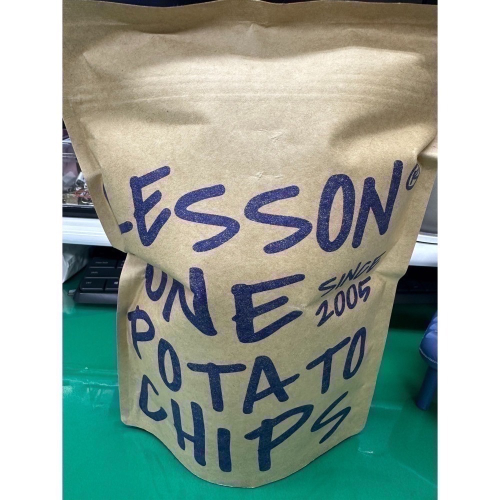 LESSON®
ONE
SINCE
2005
POTATO
CHIPS